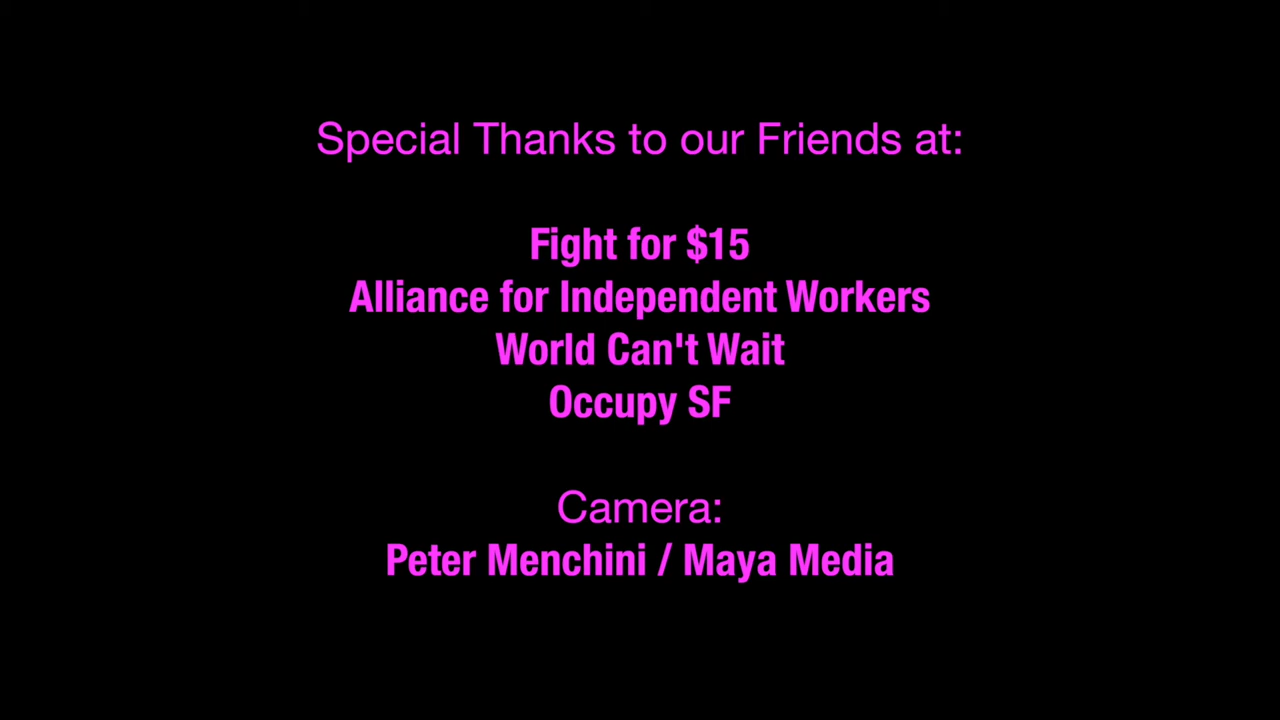 Special Thanks to our Friends at:
Fight for $15
Alliance for Independent Workers
World Can't Wait
Occupy SF
Camera:
Peter Menchini / Maya Media